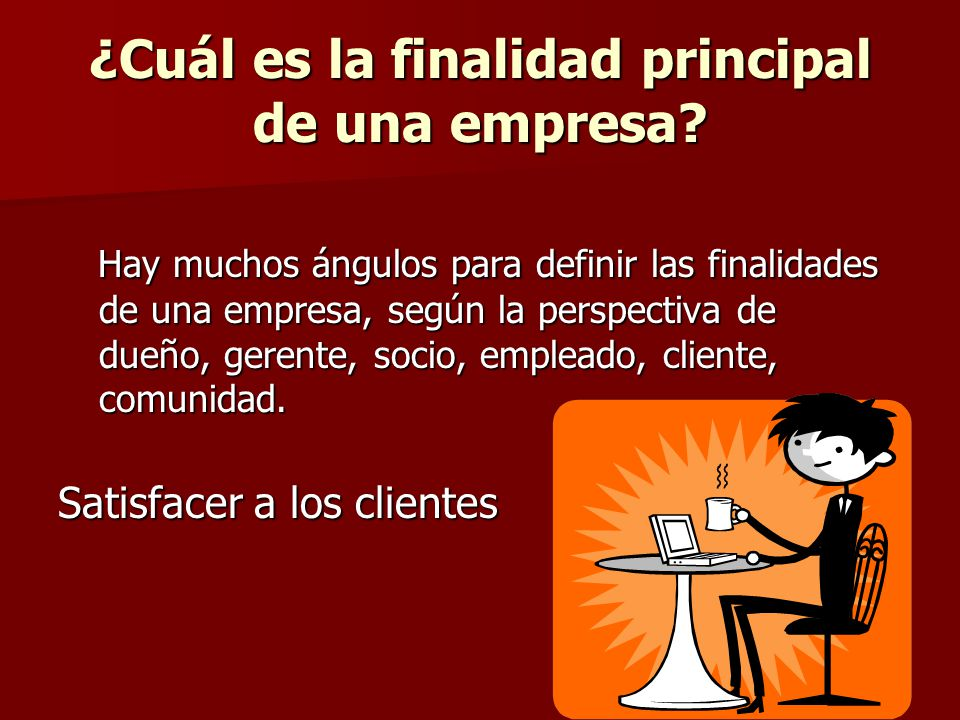 ¿Cuál es la finalidad principal
de una empresa?
Hay muchos ángulos para definir las finalidades
de una empresa, según la perspectiva de
dueño, gerente, socio, empleado, cliente,
comunidad.
Satisfacer a los clientes